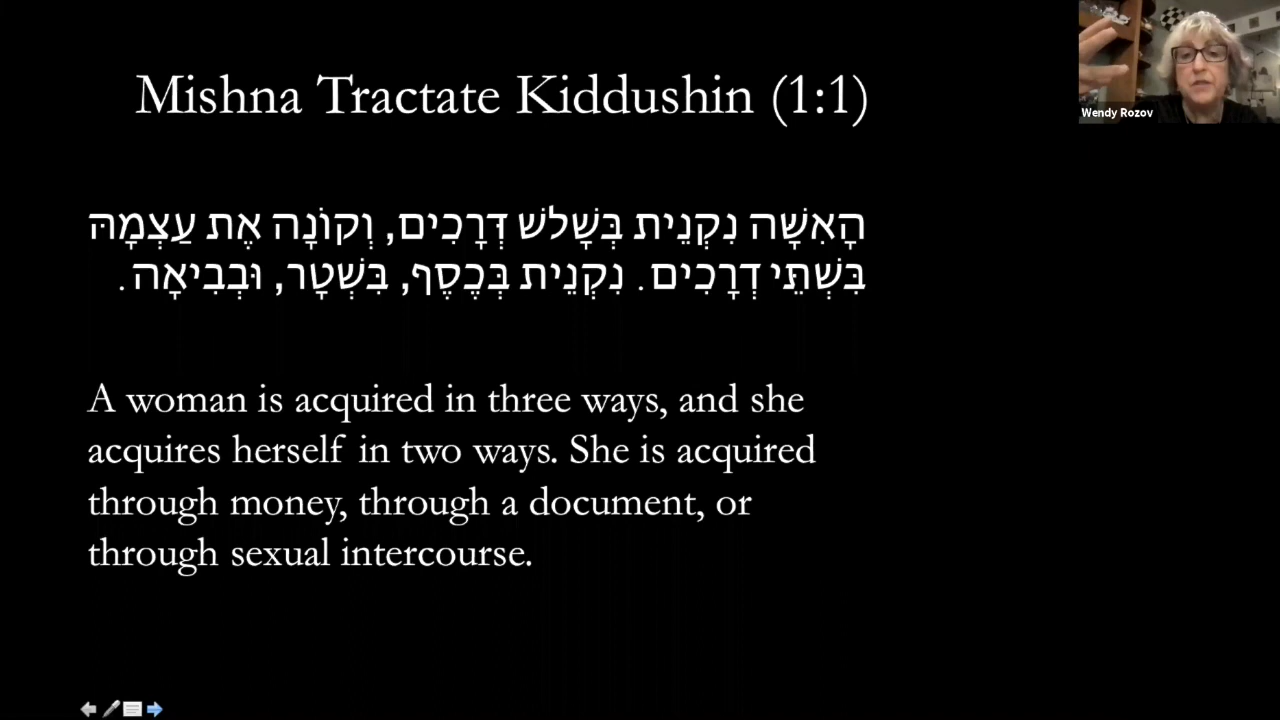 Mishna Tractate Kiddushin (1:1)
Wendy Rozov
הָאִשָּׁה נִקְנֵית בְּשָׁלֹשׁ דְּרָכִים, וְקוֹנָה אֶת עַצְמָהּ
בִּשְׁתֵּי דְרָכִים. נִקְנֵית בְּכֶסֶף, בִּשְׁטָר, וּבְבִיאָה.
A woman is acquired in three ways, and she
acquires herself in two ways. She is acquired
through money, through a document, or
through sexual intercourse.